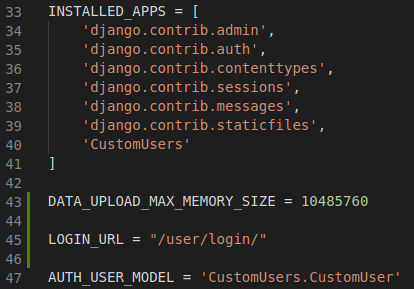 33 INSTALLED_APPS = [
34     'django.contrib.admin',
35     'django.contrib.auth',
36     'django.contrib.contenttypes',
37     'django.contrib.sessions',
38     'django.contrib.messages',
39     'django.contrib.staticfiles',
40     'CustomUsers'
41 ]
42
43 DATA_UPLOAD_MAX_MEMORY_SIZE = 10485760
44
45 LOGIN_URL = "/user/login/"
46
47 AUTH_USER_MODEL = 'CustomUsers.CustomUser'